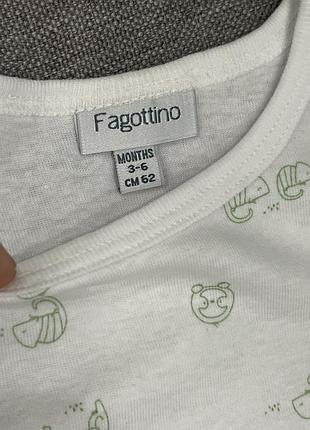 Fagottino
MONTHS
3-6
CM 62